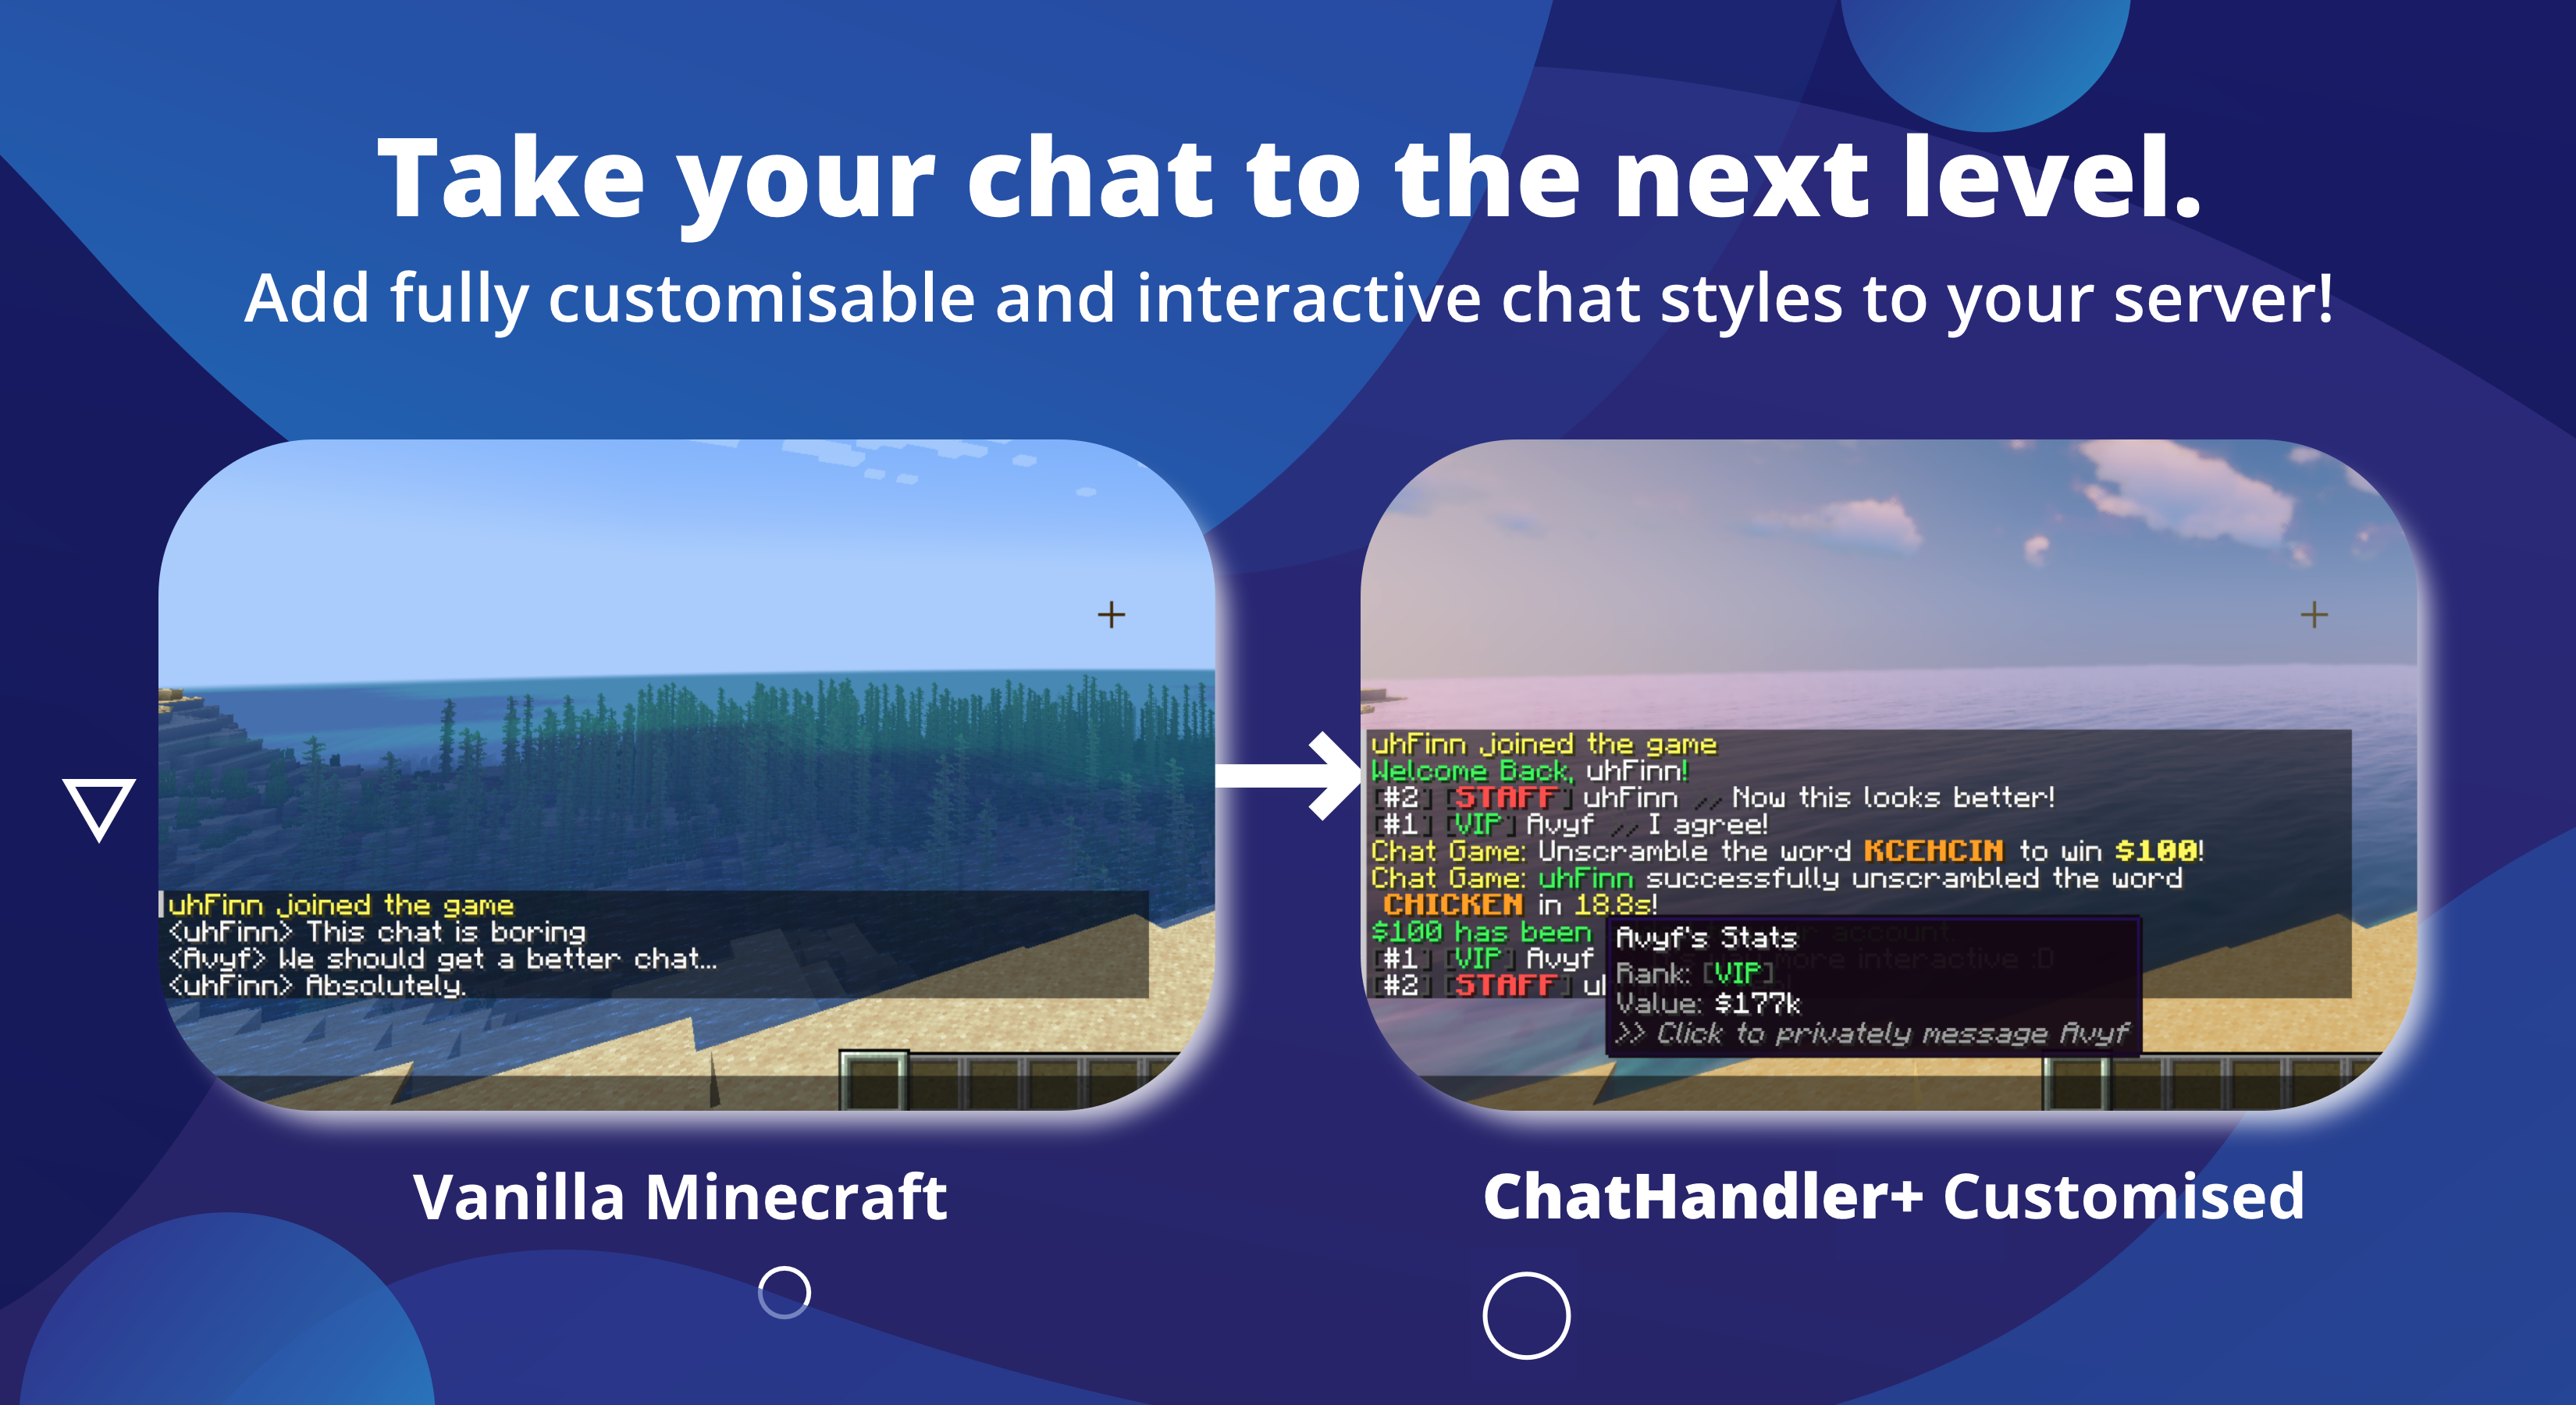 Take your chat to the next level.
Add fully customisable and interactive chat styles to your server!
uhFinn joined the game
<uhFinn> This chat is boring
<Avyf> We should get a better chat...
<uhFinn> Absolutely.
Vanilla Minecraft
uhFinn joined the game
Welcome Back, uhFinn!
[#2] [STAFF] uhFinn // Now this looks better!
[#1] [VIP] Avyf // I agree!
Chat Game: Unscramble the word KCEHCIN to win $100!
Chat Game: uhFinn successfully unscrambled the word
CHICKEN in 18.8s!
$100 has been account.
[#1] [VIP] Avyf more interactive :D
[#2] [STAFF] uh
Avyf's Stats
Rank: [VIP]
Value: $177k
>> Click to privately message Avyf
ChatHandler+ Customised